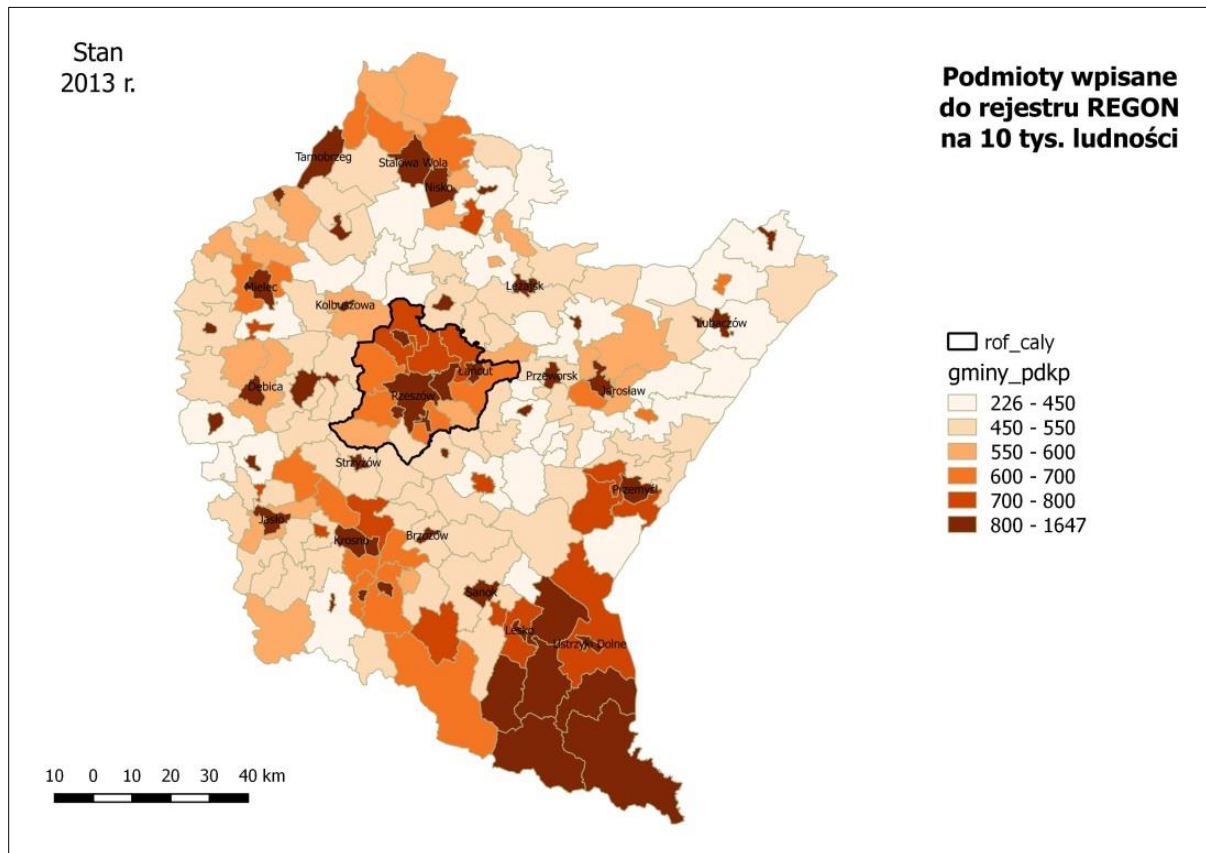 Stan
2013 r.
Podmioty wpisane
do rejestru REGON
na 10 tys. ludności
Tarnobrzeg
Stalowa Wola
Nisko
Mielec
Leżajsk
Kolbuszowa
Lubaczów
Łańcut
Przeworsk
Dębica
Rzeszów
Jarosław
Strzyżów
Przemyśl
Jasło
Krosno
Brzozów
Sanok
Lesko
Ustrzyki Dolne
rof_caly
gminy_pdkp
226 - 450
450 - 550
550 - 600
600 - 700
700 - 800
800 - 1647
10 0 10 20 30 40 km